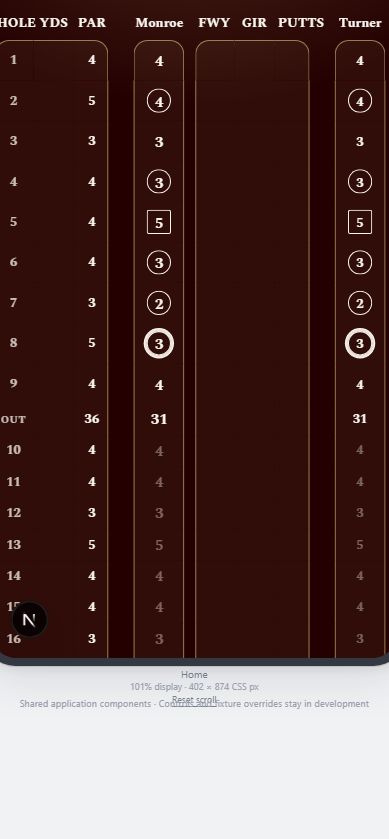 HOLE YDS PAR Monroe FWY GIR PUTTS Turner
1 4 4 4
2 5 4 4
3 3 3 3
4 4 3 3
5 4 5 5
6 4 3 3
7 3 2 2
8 5 3 3
9 4 4 4
OUT 36 31 31
10 4 4 4
11 4 4 4
12 3 3 3
13 5 5 5
14 4 4 4
15 4 4 4
N
16 3 3 3
Home
101% display · 402 × 874 CSS px
Reset scroll
Shared application components · Controls and fixture overrides stay in development